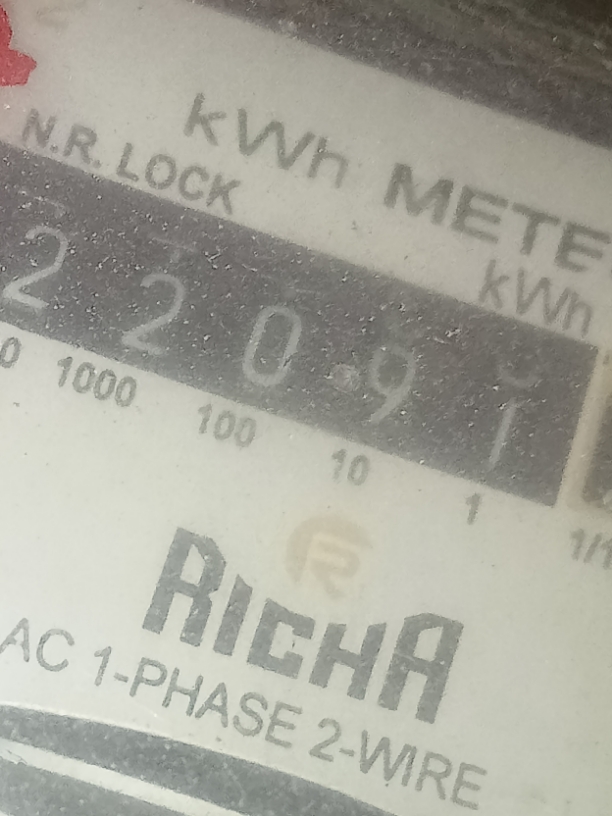 kWh METE
N.R. LOCK
kWh
2 2 0 9 1
0 1000 100 10 1 1/1
RICHA
AC 1-PHASE 2-WIRE